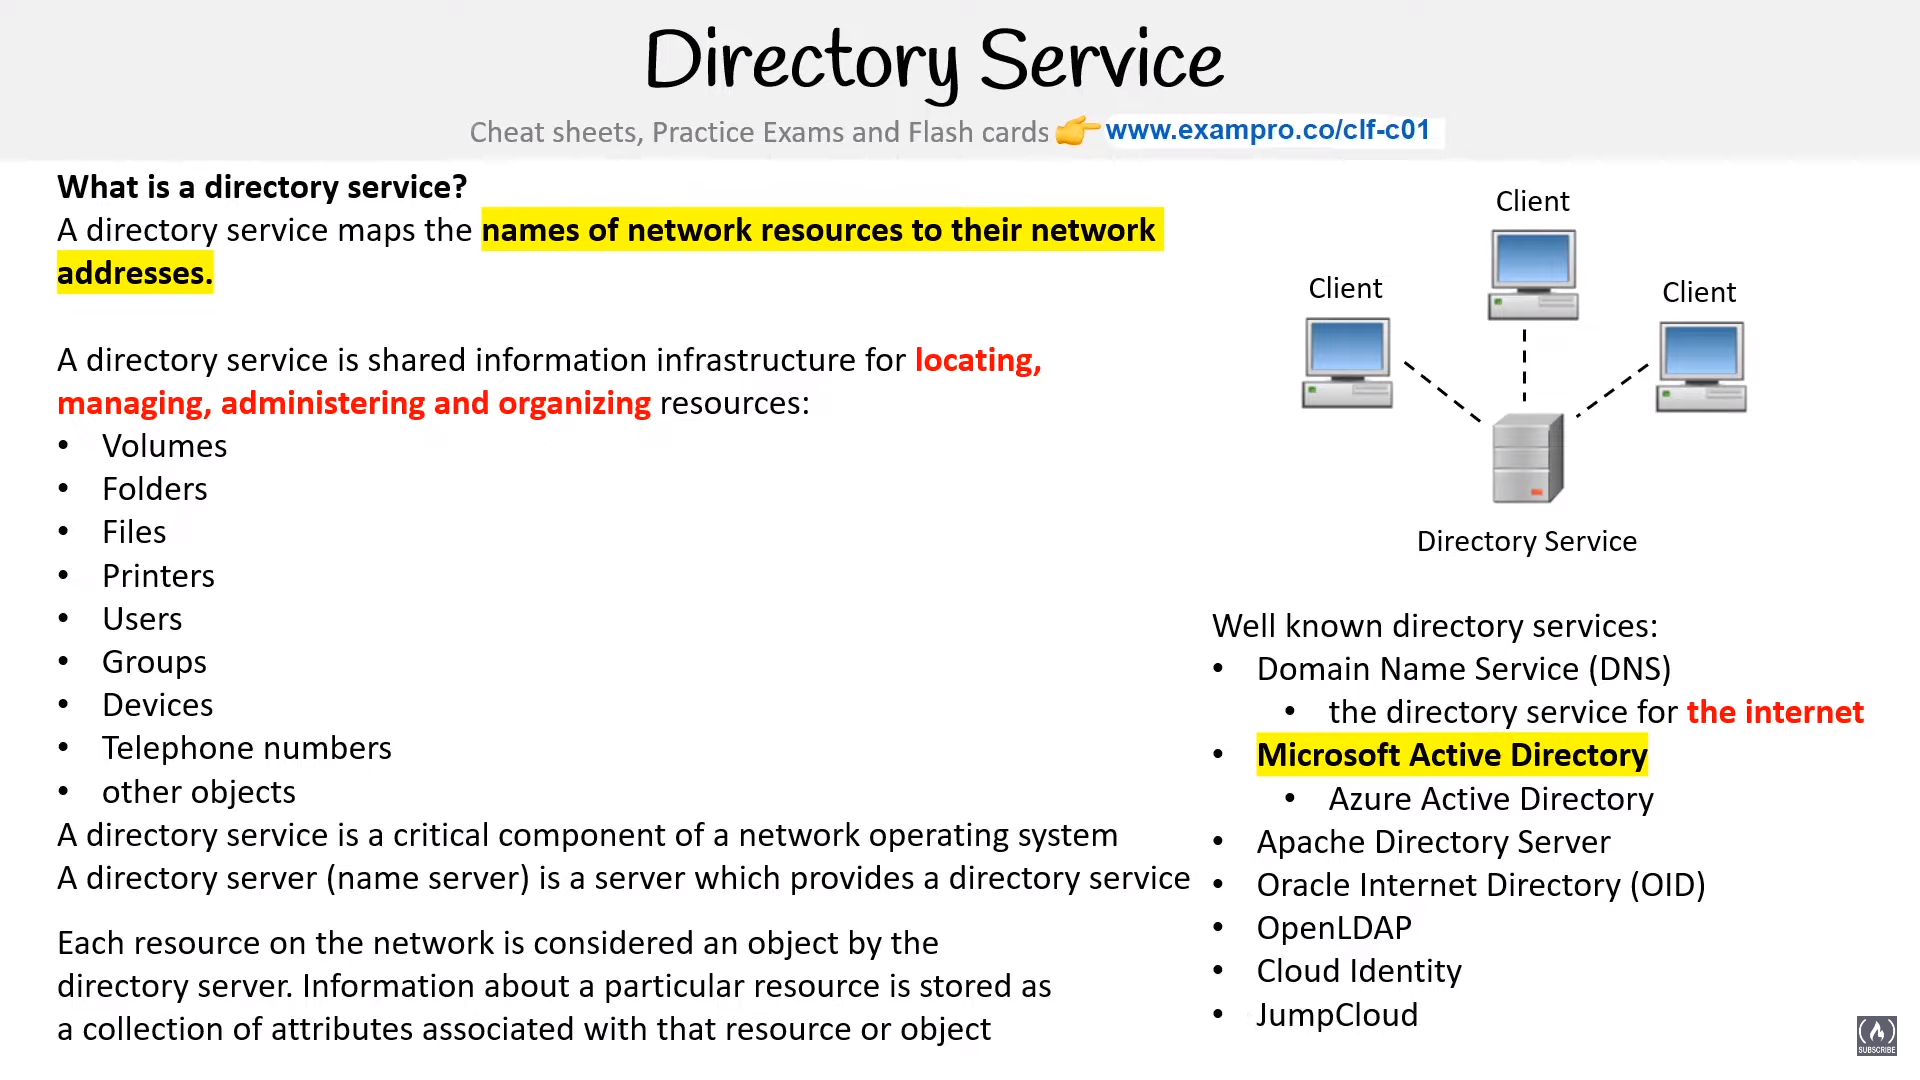 Directory Service
Cheat sheets, Practice Exams and Flash cards 👉 www.exampro.co/clf-c01
What is a directory service?
A directory service maps the names of network resources to their network
addresses.
A directory service is shared information infrastructure for locating,
managing, administering and organizing resources:
• Volumes
• Folders
• Files
• Printers
• Users
• Groups
• Devices
• Telephone numbers
• other objects
A directory service is a critical component of a network operating system
A directory server (name server) is a server which provides a directory service
Each resource on the network is considered an object by the
directory server. Information about a particular resource is stored as
a collection of attributes associated with that resource or object
Client
Client
Client
Directory Service
Well known directory services:
• Domain Name Service (DNS)
• the directory service for the internet
• Microsoft Active Directory
• Azure Active Directory
• Apache Directory Server
• Oracle Internet Directory (OID)
• OpenLDAP
• Cloud Identity
• JumpCloud
SUBSCRIBE